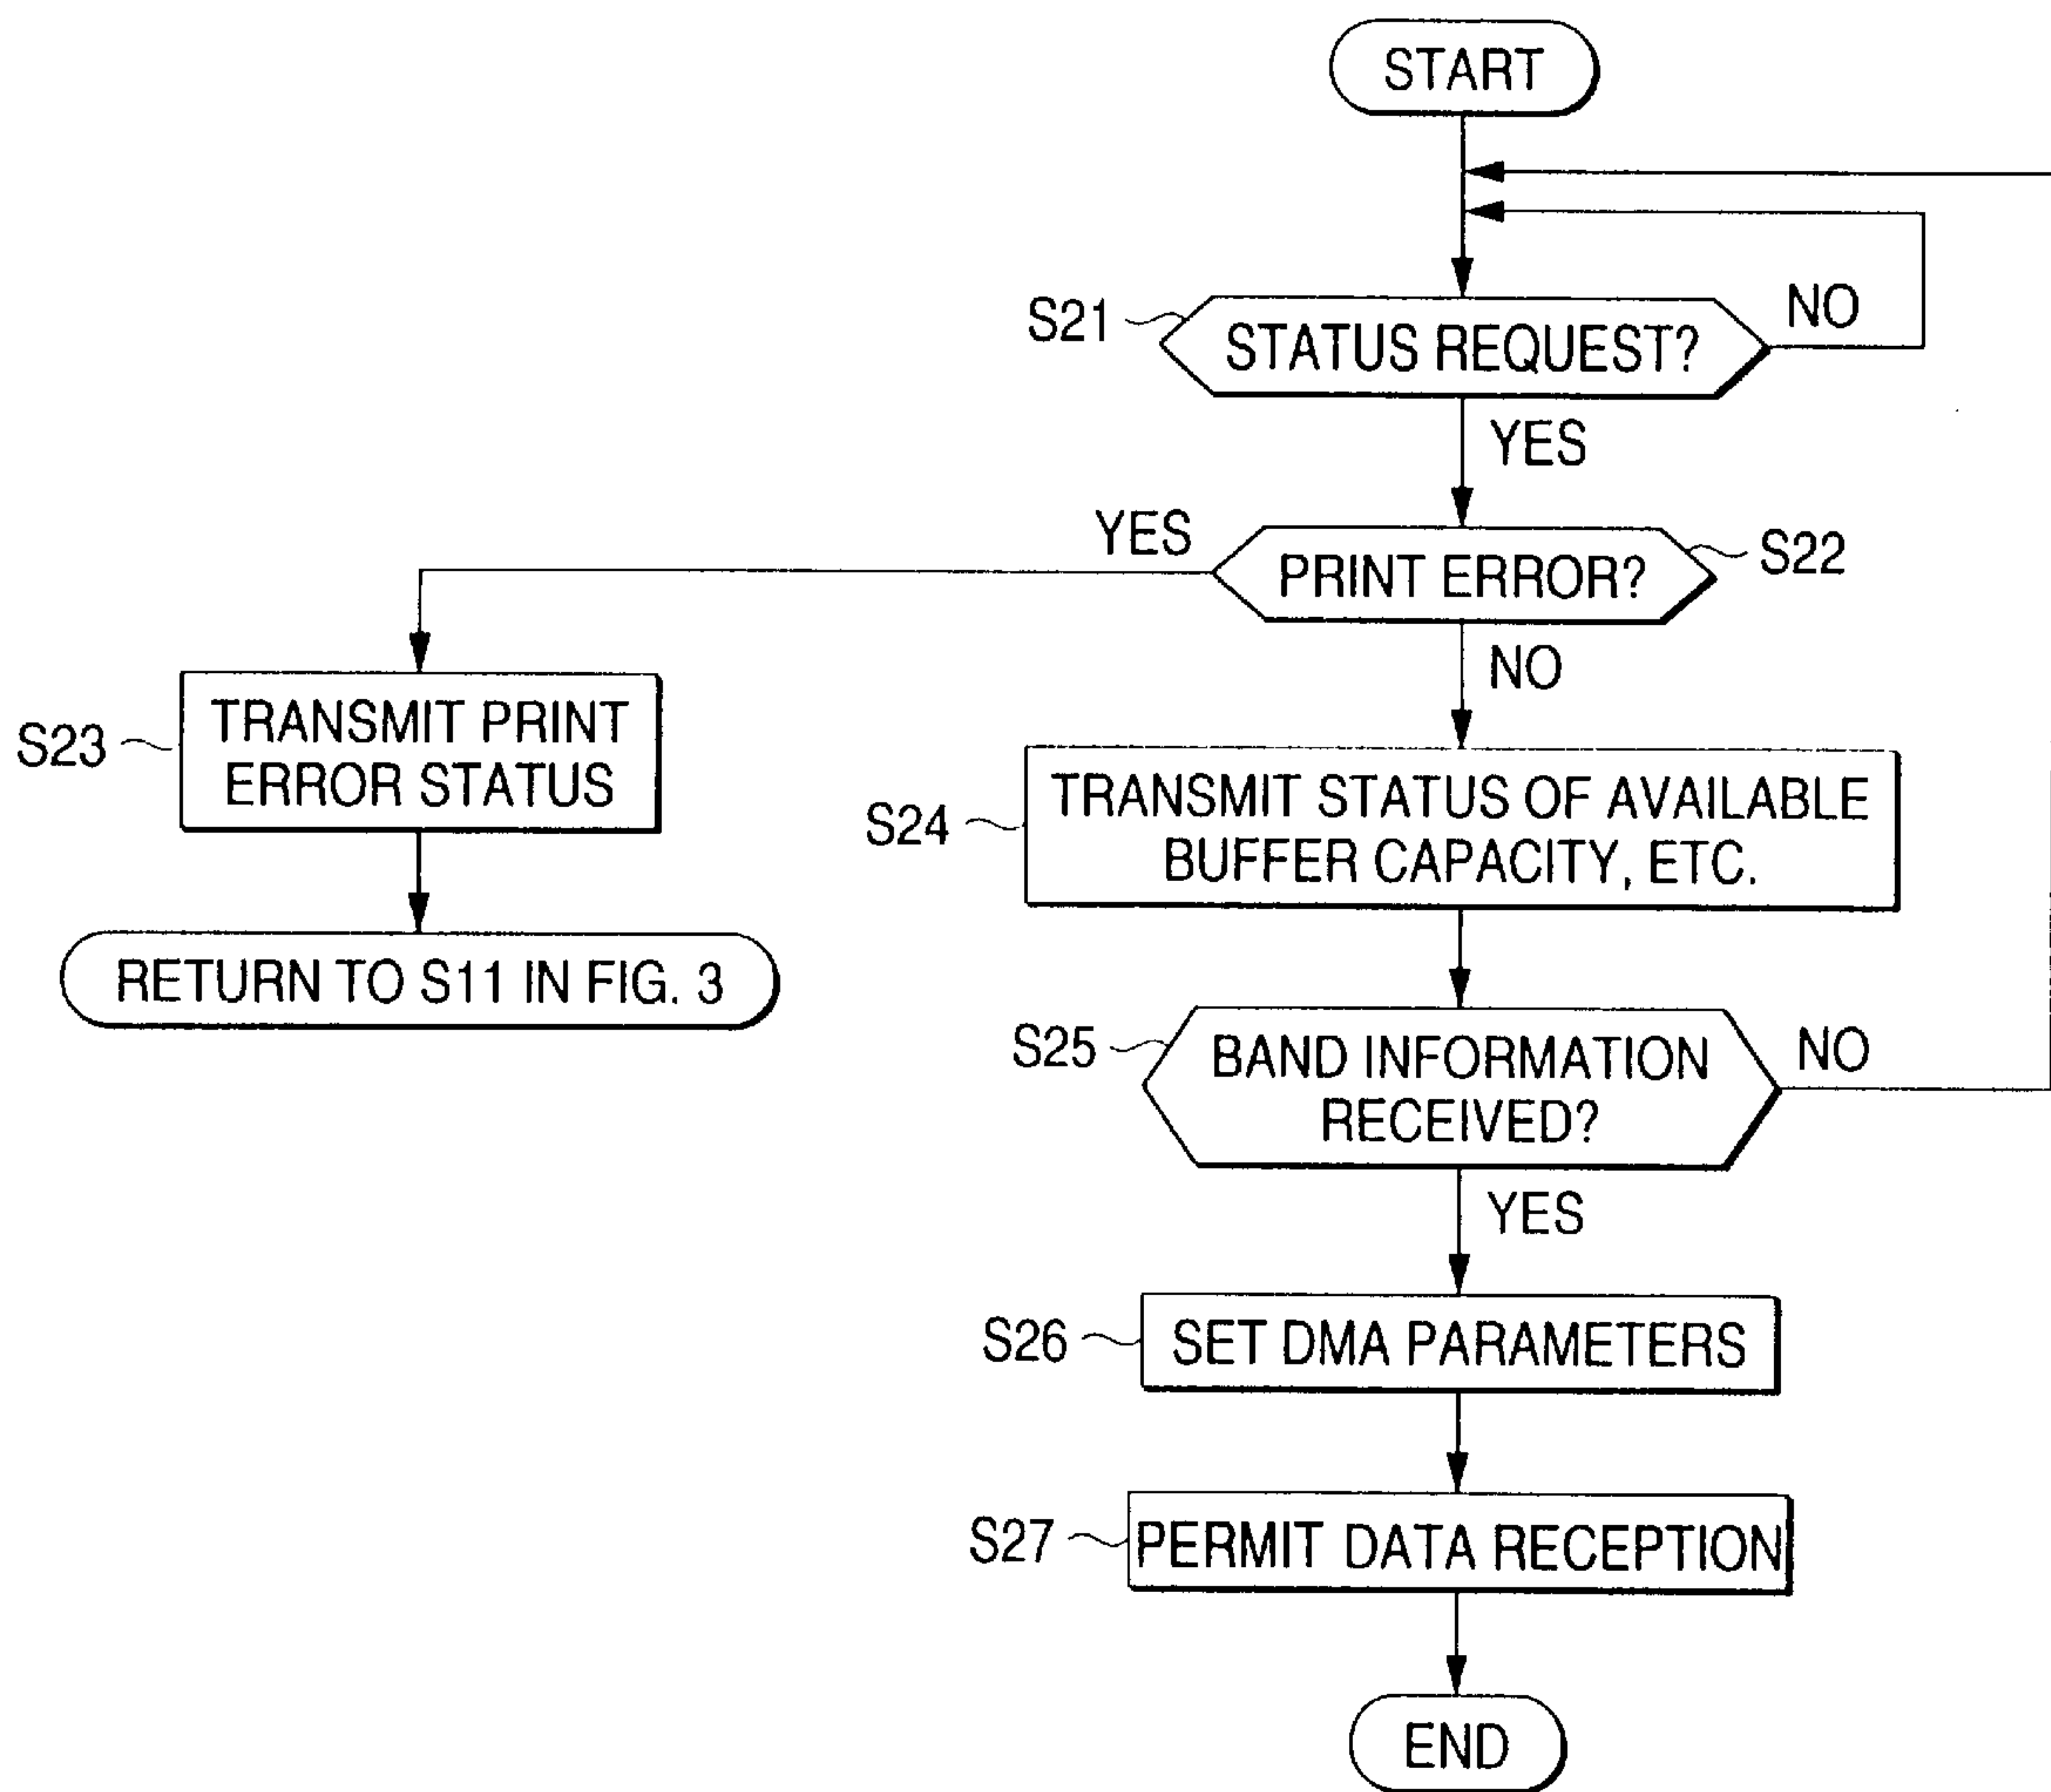 START
S21
STATUS REQUEST?
NO
YES
YES
PRINT ERROR?
S22
NO
S23
TRANSMIT PRINT
ERROR STATUS
S24
TRANSMIT STATUS OF AVAILABLE
BUFFER CAPACITY, ETC.
RETURN TO S11 IN FIG. 3
S25
BAND INFORMATION
RECEIVED?
NO
YES
S26
SET DMA PARAMETERS
S27
PERMIT DATA RECEPTION
END